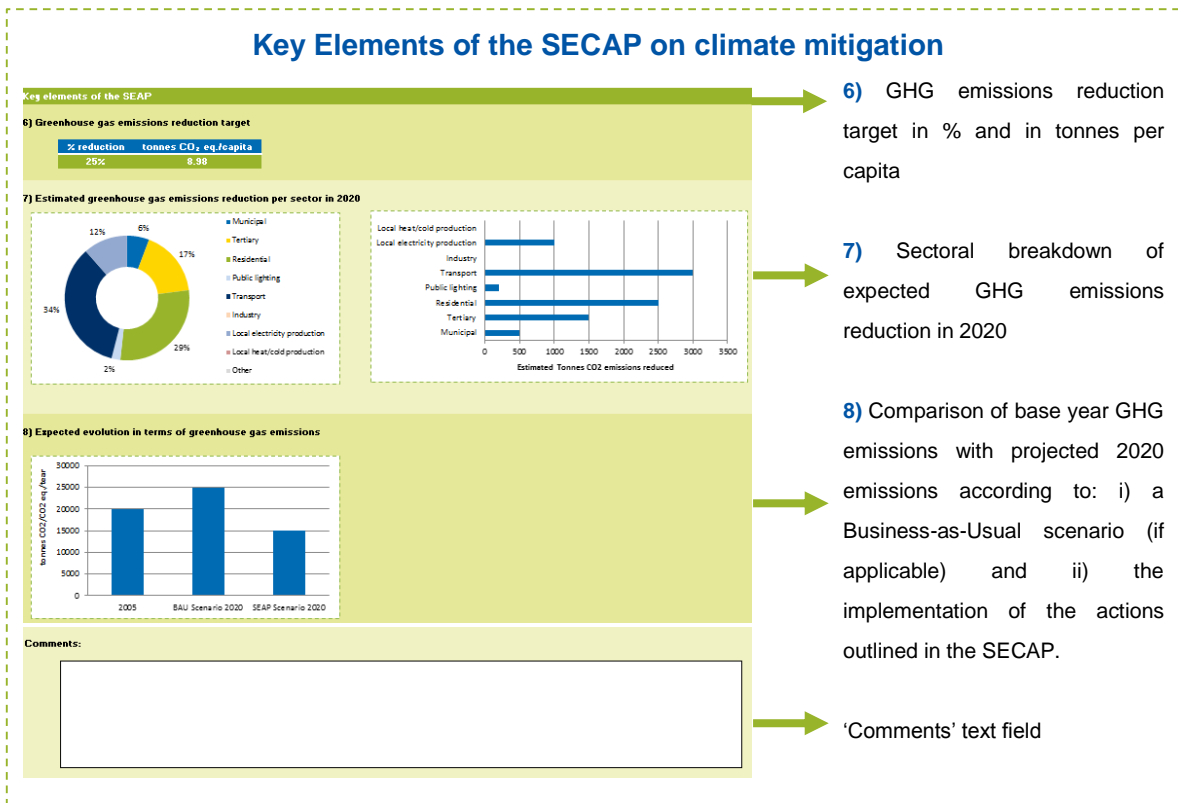 Key Elements of the SECAP on climate mitigation
Key elements of the SEAP
6) Greenhouse gas emissions reduction target
% reduction tonnes CO₂ eq./capita
25% 8.98
7) Estimated greenhouse gas emissions reduction per sector in 2020
6%
17%
29%
2%
34%
12%
Municipal
Tertiary
Residential
Public lighting
Transport
Industry
Local electricity production
Local heat/cold production
Other
Local heat/cold production
Local electricity production
Industry
Transport
Public lighting
Residential
Tertiary
Municipal
0 500 1000 1500 2000 2500 3000 3500
Estimated Tonnes CO2 emissions reduced
8) Expected evolution in terms of greenhouse gas emissions
tonnes CO2/CO2 eq./tear
30000
25000
20000
15000
10000
5000
0
2005 BAU Scenario 2020 SEAP Scenario 2020
Comments:
6) GHG emissions reduction
target in % and in tonnes per
capita
7) Sectoral breakdown of
expected GHG emissions
reduction in 2020
8) Comparison of base year GHG
emissions with projected 2020
emissions according to: i) a
Business-as-Usual scenario (if
applicable) and ii) the
implementation of the actions
outlined in the SECAP.
‘Comments’ text field